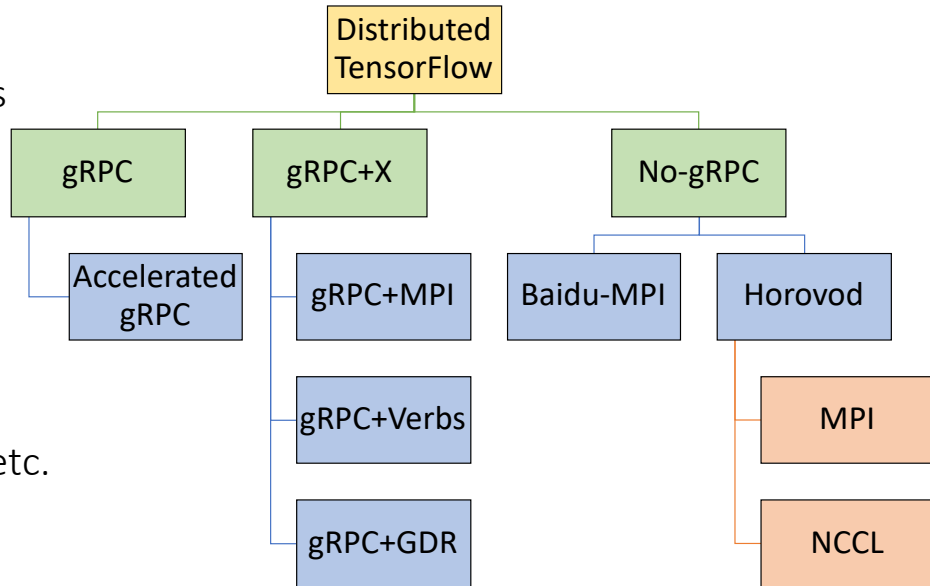 Distributed
TensorFlow
s
gRPC
gRPC+X
No-gRPC
Accelerated
gRPC
gRPC+MPI
Baidu-MPI
Horovod
gRPC+Verbs
MPI
etc.
gRPC+GDR
NCCL